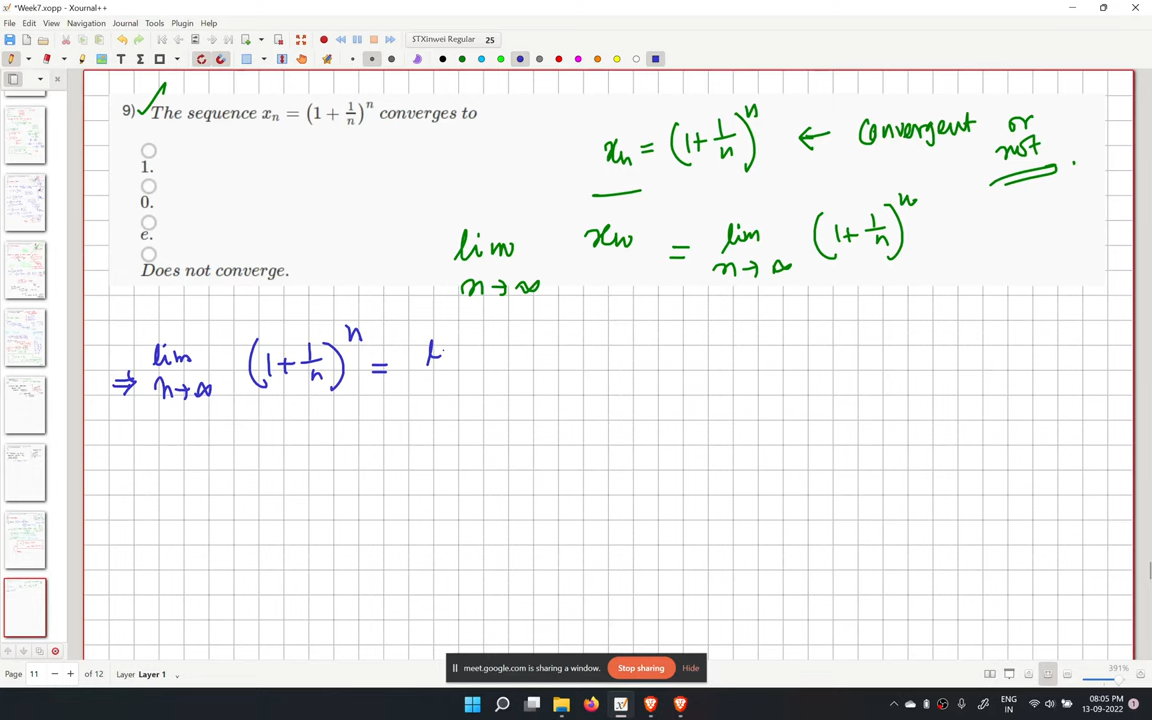 *Week7.xopp - Xournal++
File Edit View Navigation Journal Tools Plugin Help
STXinwei Regular 25
9) The sequence xₙ = (1 + 1/n)ⁿ converges to
1.
0.
e.
Does not converge.
xₙ = (1+1/n)ⁿ ← Convergent or not.
lim n→∞ xₙ = lim n→∞ (1+1/n)ⁿ
⇒ lim n→∞ (1+1/n)ⁿ =
meet.google.com is sharing a window. Stop sharing Hide
Page 11 of 12 Layer Layer 1
391%
ENG
IN
08:05 PM
13-09-2022